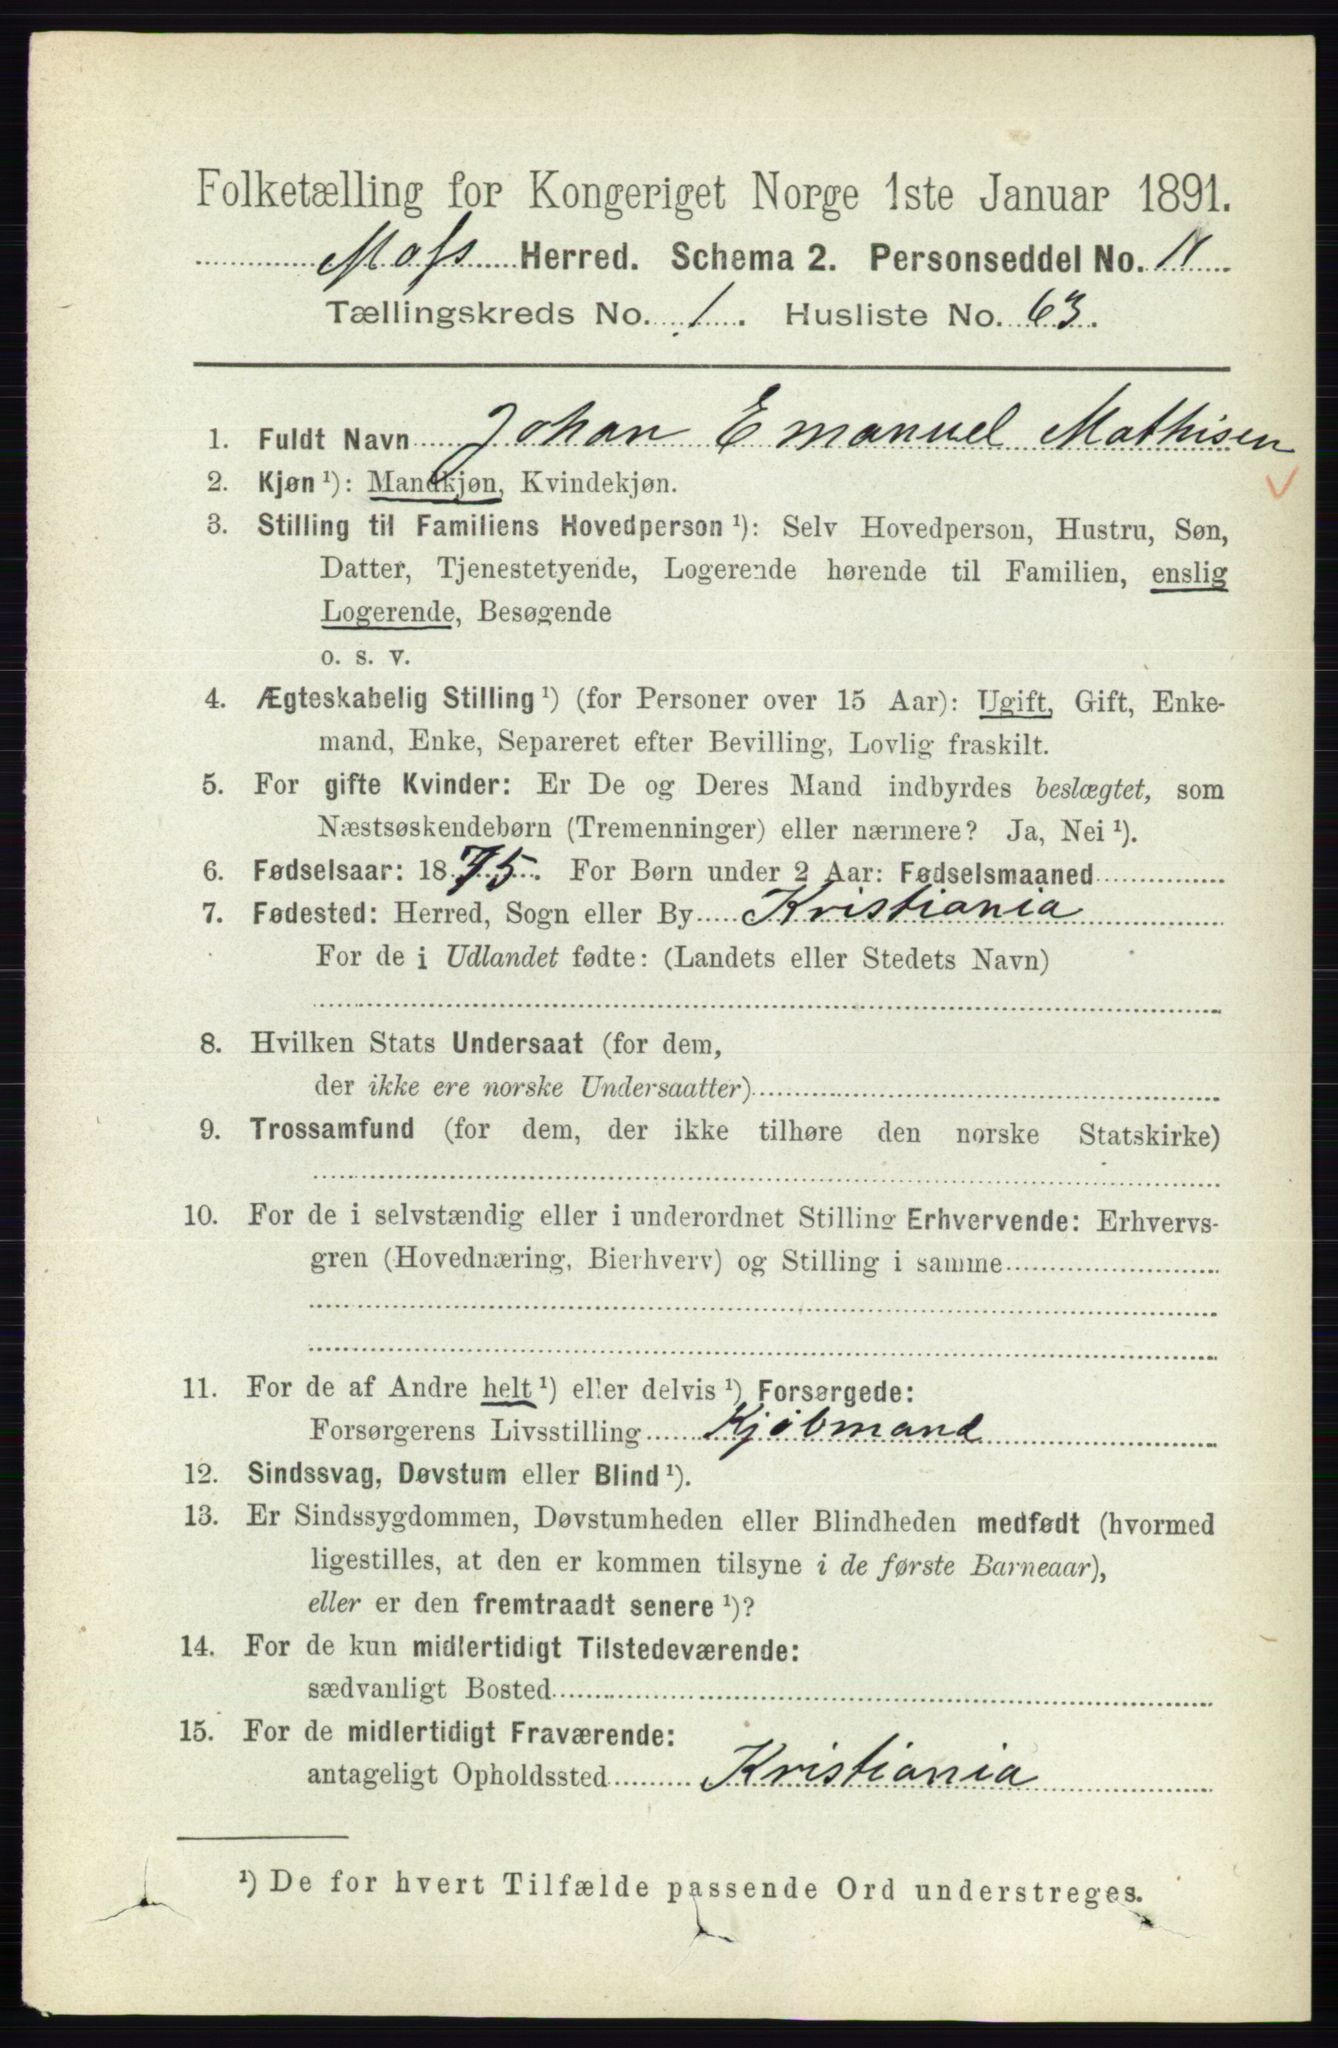 Folketælling for Kongeriget Norge 1ste Januar 1891.
Moss Herred. Schema 2. Personseddel No. 11
Tællingskreds No. 1. Husliste No. 63.
1. Fuldt Navn Johan Emanuel Mathisen
2. Kjøn ¹): Mandkjøn, Kvindekjøn.
3. Stilling til Familiens Hovedperson ¹): Selv Hovedperson, Hustru, Søn,
Datter, Tjenestetyende, Logerende hørende til Familien, enslig
Logerende, Besøgende
o. s. v.
4. Ægteskabelig Stilling ¹) (for Personer over 15 Aar): Ugift, Gift, Enke-
mand, Enke, Separeret efter Bevilling, Lovlig fraskilt.
5. For gifte Kvinder: Er De og Deres Mand indbyrdes beslægtet, som
Næstsøskendebørn (Tremenninger) eller nærmere? Ja, Nei ¹).
6. Fødselsaar: 1875. For Børn under 2 Aar: Fødselsmaaned
7. Fødested: Herred, Sogn eller By Kristiania
For de i Udlandet fødte: (Landets eller Stedets Navn)
8. Hvilken Stats Undersaat (for dem,
der ikke ere norske Undersaatter)
9. Trossamfund (for dem, der ikke tilhøre den norske Statskirke)
10. For de i selvstændig eller i underordnet Stilling Erhvervende: Erhvervs-
gren (Hovednæring, Bierhverv) og Stilling i samme
11. For de af Andre helt ¹) eller delvis ¹) Forsørgede:
Forsørgerens Livsstilling Kjøbmand
12. Sindssvag, Døvstum eller Blind ¹).
13. Er Sindssygdommen, Døvstumheden eller Blindheden medfødt (hvormed
ligestilles, at den er kommen tilsyne i de første Barneaar),
eller er den fremtraadt senere ¹)?
14. For de kun midlertidigt Tilstedeværende:
sædvanligt Bosted
15. For de midlertidigt Fraværende:
antageligt Opholdssted Kristiania
¹) De for hvert Tilfælde passende Ord understreges.